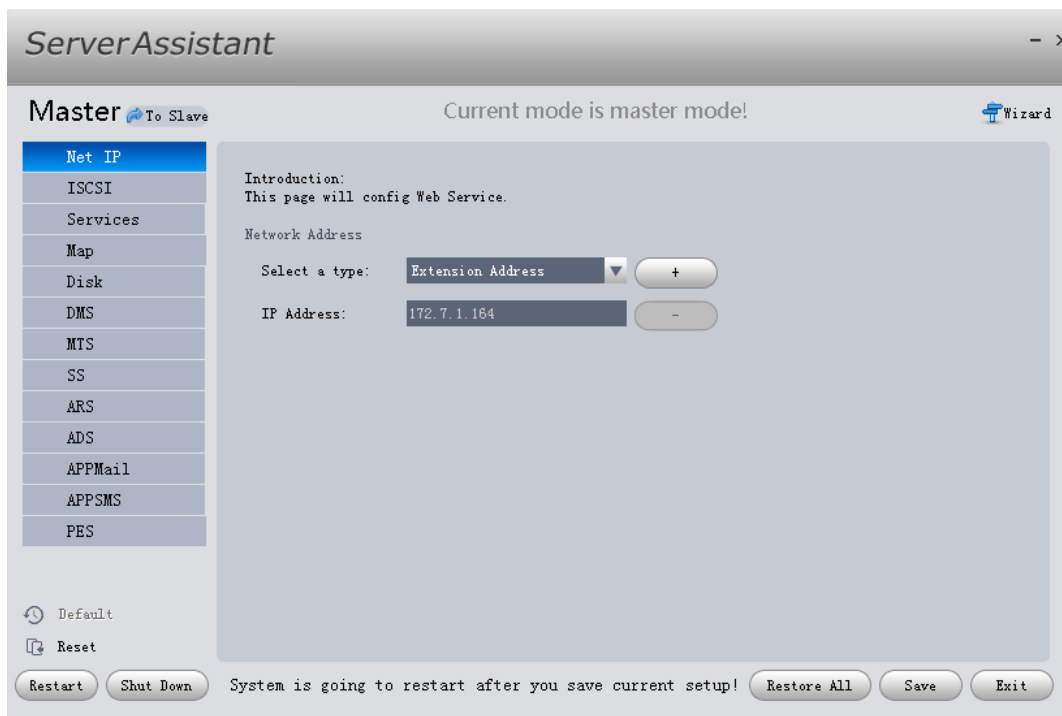 ServerAssistant
Master To Slave
Current mode is master mode!
Wizard
Net IP
ISCSI
Services
Map
Disk
DMS
MTS
SS
ARS
ADS
APPMail
APPSMS
PES
Default
Reset
Introduction:
This page will config Web Service.
Network Address
Select a type: Extension Address +
IP Address: 172.7.1.164 -
Restart Shut Down System is going to restart after you save current setup! Restore All Save Exit